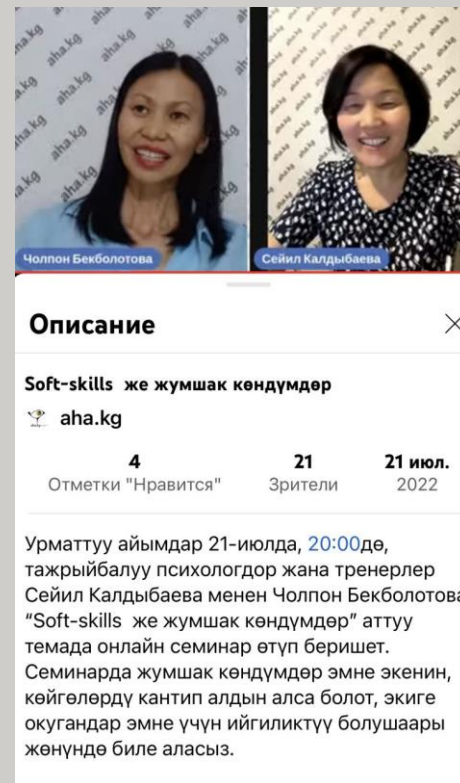 aha.kg
Чолпон Бекболотова
Сейил Калдыбаева
Описание
Soft-skills же жумшак көндүмдөр
aha.kg
4 21 21 июл.
Отметки "Нравится" Зрители 2022
Урматтуу айымдар 21-июлда, 20:00дө,
тажрыйбалуу психологдор жана тренерлер
Сейил Калдыбаева менен Чолпон Бекболотова
“Soft-skills же жумшак көндүмдөр” аттуу
темада онлайн семинар өтүп беришет.
Семинарда жумшак көндүмдөр эмне экенин,
көйгөлөрдү кантип алдын алса болот, экиге
окугандар эмне үчүн ийгиликтүү болушаары
жөнүндө биле аласыз.